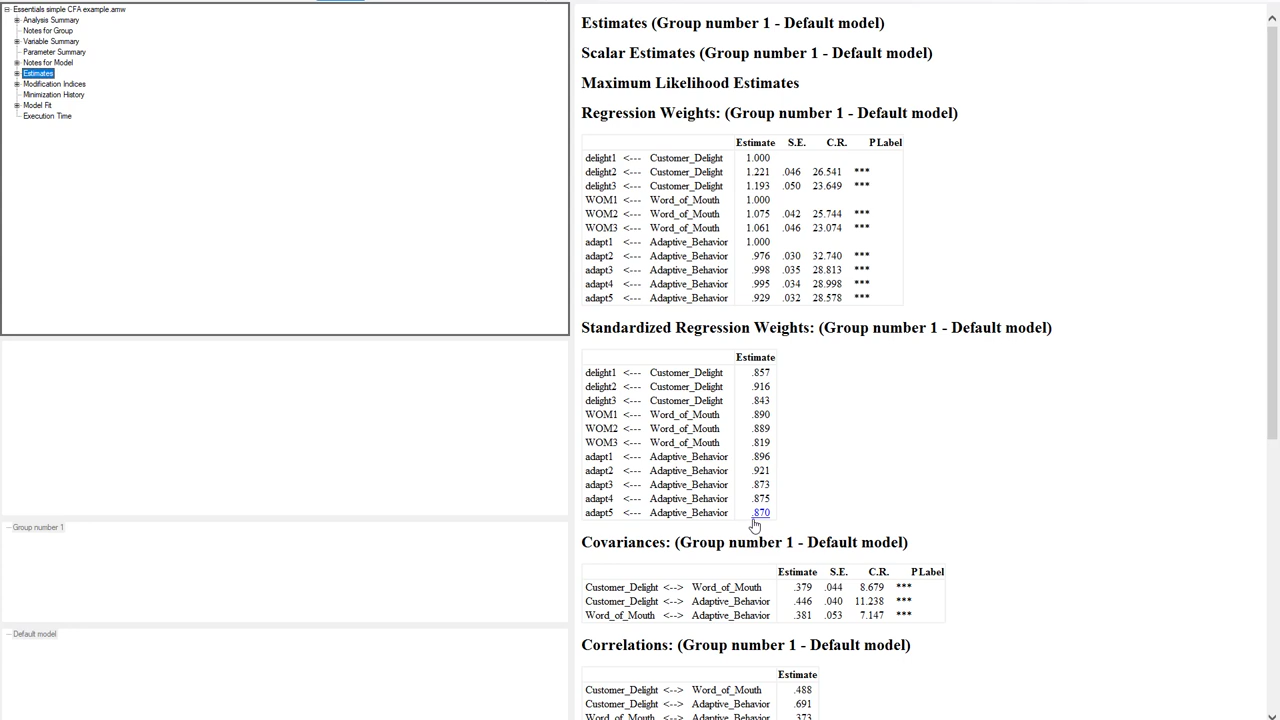 Essentials simple CFA example.amw
Analysis Summary
Notes for Group
Variable Summary
Parameter Summary
Notes for Model
Estimates
Modification Indices
Minimization History
Model Fit
Execution Time
Group number 1
Default model
Estimates (Group number 1 - Default model)
Scalar Estimates (Group number 1 - Default model)
Maximum Likelihood Estimates
Regression Weights: (Group number 1 - Default model)
Estimate S.E. C.R. P Label
delight1 <--- Customer_Delight 1.000
delight2 <--- Customer_Delight 1.221 .046 26.541 ***
delight3 <--- Customer_Delight 1.193 .050 23.649 ***
WOM1 <--- Word_of_Mouth 1.000
WOM2 <--- Word_of_Mouth 1.075 .042 25.744 ***
WOM3 <--- Word_of_Mouth 1.061 .046 23.074 ***
adapt1 <--- Adaptive_Behavior 1.000
adapt2 <--- Adaptive_Behavior .976 .030 32.740 ***
adapt3 <--- Adaptive_Behavior .998 .035 28.813 ***
adapt4 <--- Adaptive_Behavior .995 .034 28.998 ***
adapt5 <--- Adaptive_Behavior .929 .032 28.578 ***
Standardized Regression Weights: (Group number 1 - Default model)
Estimate
delight1 <--- Customer_Delight .857
delight2 <--- Customer_Delight .916
delight3 <--- Customer_Delight .843
WOM1 <--- Word_of_Mouth .890
WOM2 <--- Word_of_Mouth .889
WOM3 <--- Word_of_Mouth .819
adapt1 <--- Adaptive_Behavior .896
adapt2 <--- Adaptive_Behavior .921
adapt3 <--- Adaptive_Behavior .873
adapt4 <--- Adaptive_Behavior .875
adapt5 <--- Adaptive_Behavior .870
Covariances: (Group number 1 - Default model)
Estimate S.E. C.R. P Label
Customer_Delight <--> Word_of_Mouth .379 .044 8.679 ***
Customer_Delight <--> Adaptive_Behavior .446 .040 11.238 ***
Word_of_Mouth <--> Adaptive_Behavior .381 .053 7.147 ***
Correlations: (Group number 1 - Default model)
Estimate
Customer_Delight <--> Word_of_Mouth .488
Customer_Delight <--> Adaptive_Behavior .691
Word_of_Mouth <--> Adaptive_Behavior .373